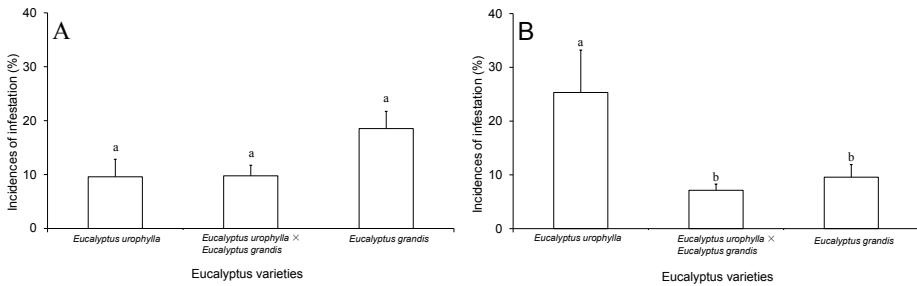 A
Incidences of infestation (%)
40
30
20
10
0
a
a
a
Eucalyptus urophylla
Eucalyptus urophylla ×
Eucalyptus grandis
Eucalyptus grandis
Eucalyptus varieties
B
Incidences of infestation (%)
40
30
20
10
0
a
b
b
Eucalyptus urophylla
Eucalyptus urophylla ×
Eucalyptus grandis
Eucalyptus grandis
Eucalyptus varieties